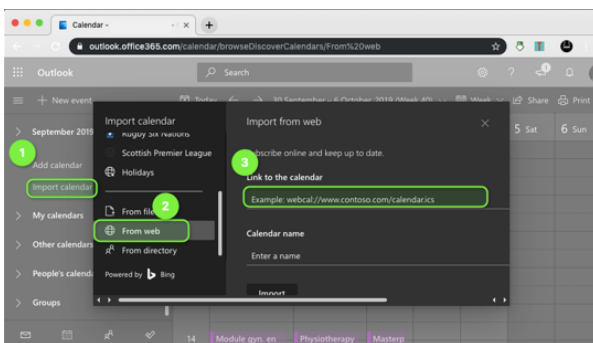 Calendar -
outlook.office365.com/calendar/browseDiscoverCalendars/From%20web
Outlook
Search
New event
Today
30 September – 6 October, 2019 (Week 40)
Week
Share
Print
September 2019
5 Sat
6 Sun
1
Add calendar
Import calendar
My calendars
Other calendars
People's calend
Groups
Import calendar
Rugby Six Nations
Scottish Premier League
Holidays
From file
2
From web
From directory
Powered by Bing
Import from web
3
ubscribe online and keep up to date.
Link to the calendar
Example: webcal://www.contoso.com/calendar.ics
Calendar name
Enter a name
Import
14
Module gyn. en
Physiotherapy
Masterp